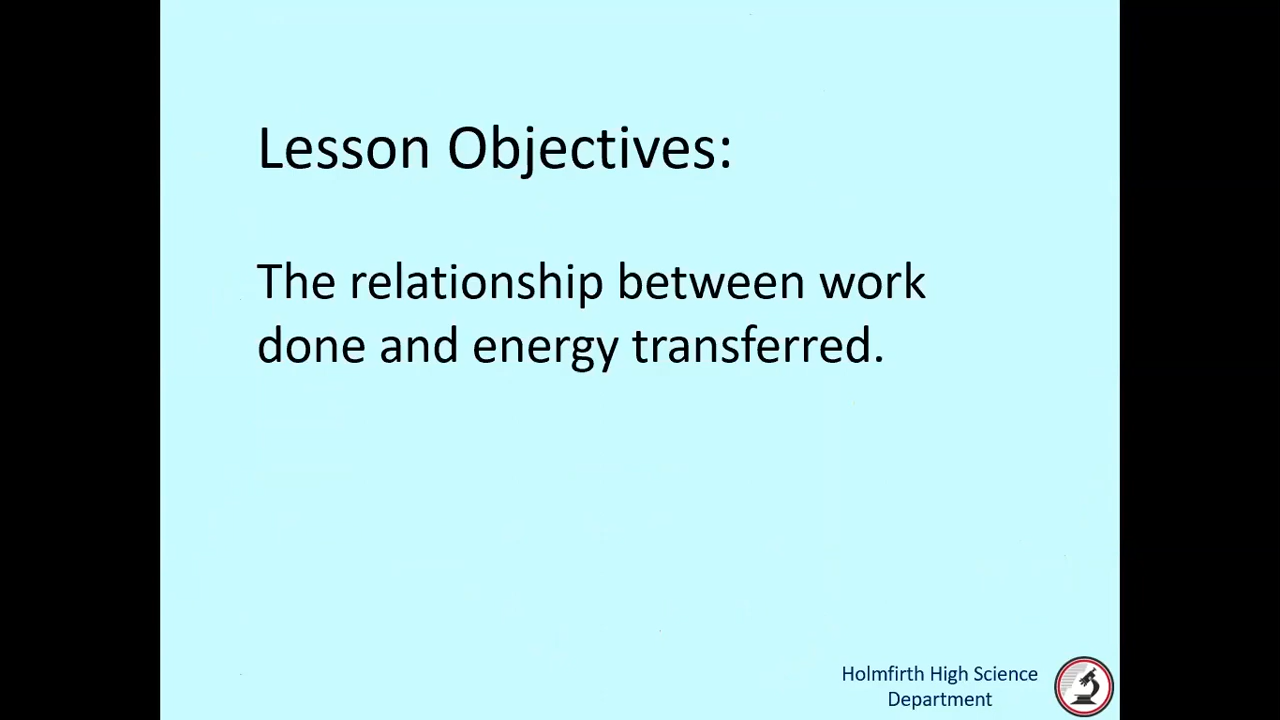 Lesson Objectives:
The relationship between work
done and energy transferred.
Holmfirth High Science
Department